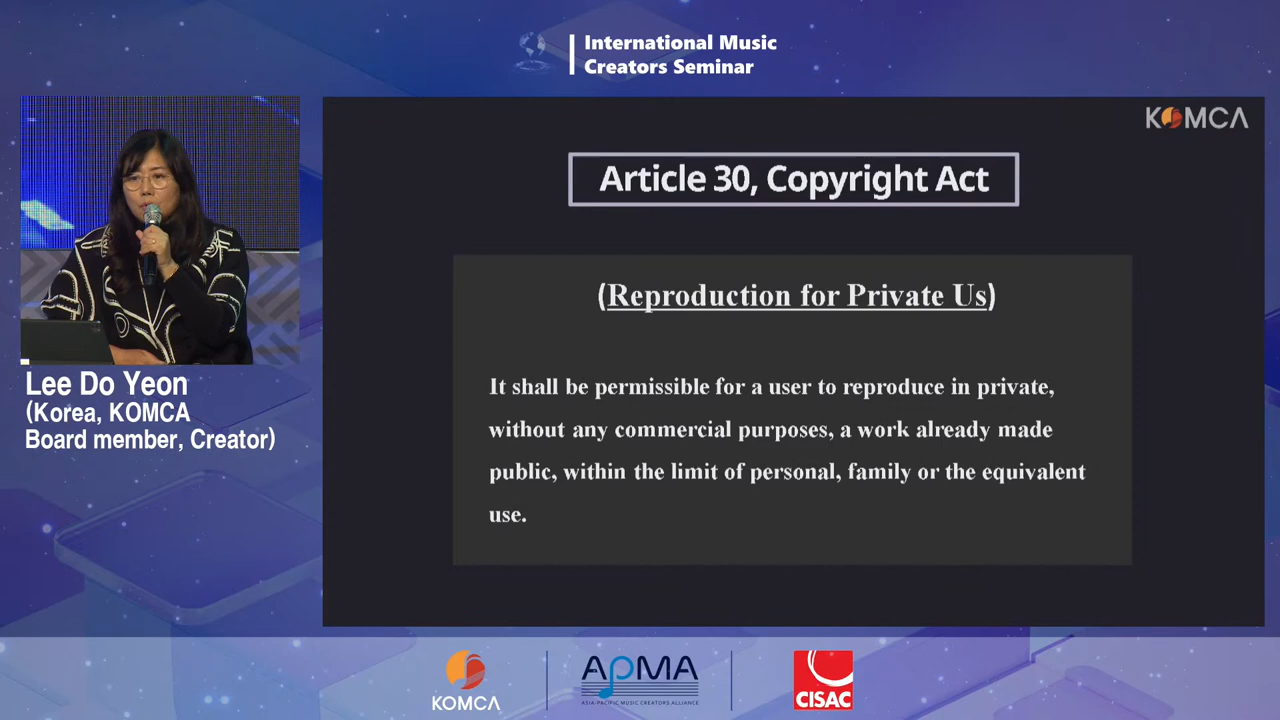 International Music
Creators Seminar
KOMCA
Article 30, Copyright Act
(Reproduction for Private Us)
It shall be permissible for a user to reproduce in private,
without any commercial purposes, a work already made
public, within the limit of personal, family or the equivalent
use.
Lee Do Yeon
(Korea, KOMCA
Board member, Creator)
KOMCA
APMA
ASIA-PACIFIC MUSIC CREATORS ALLIANCE
CISAC